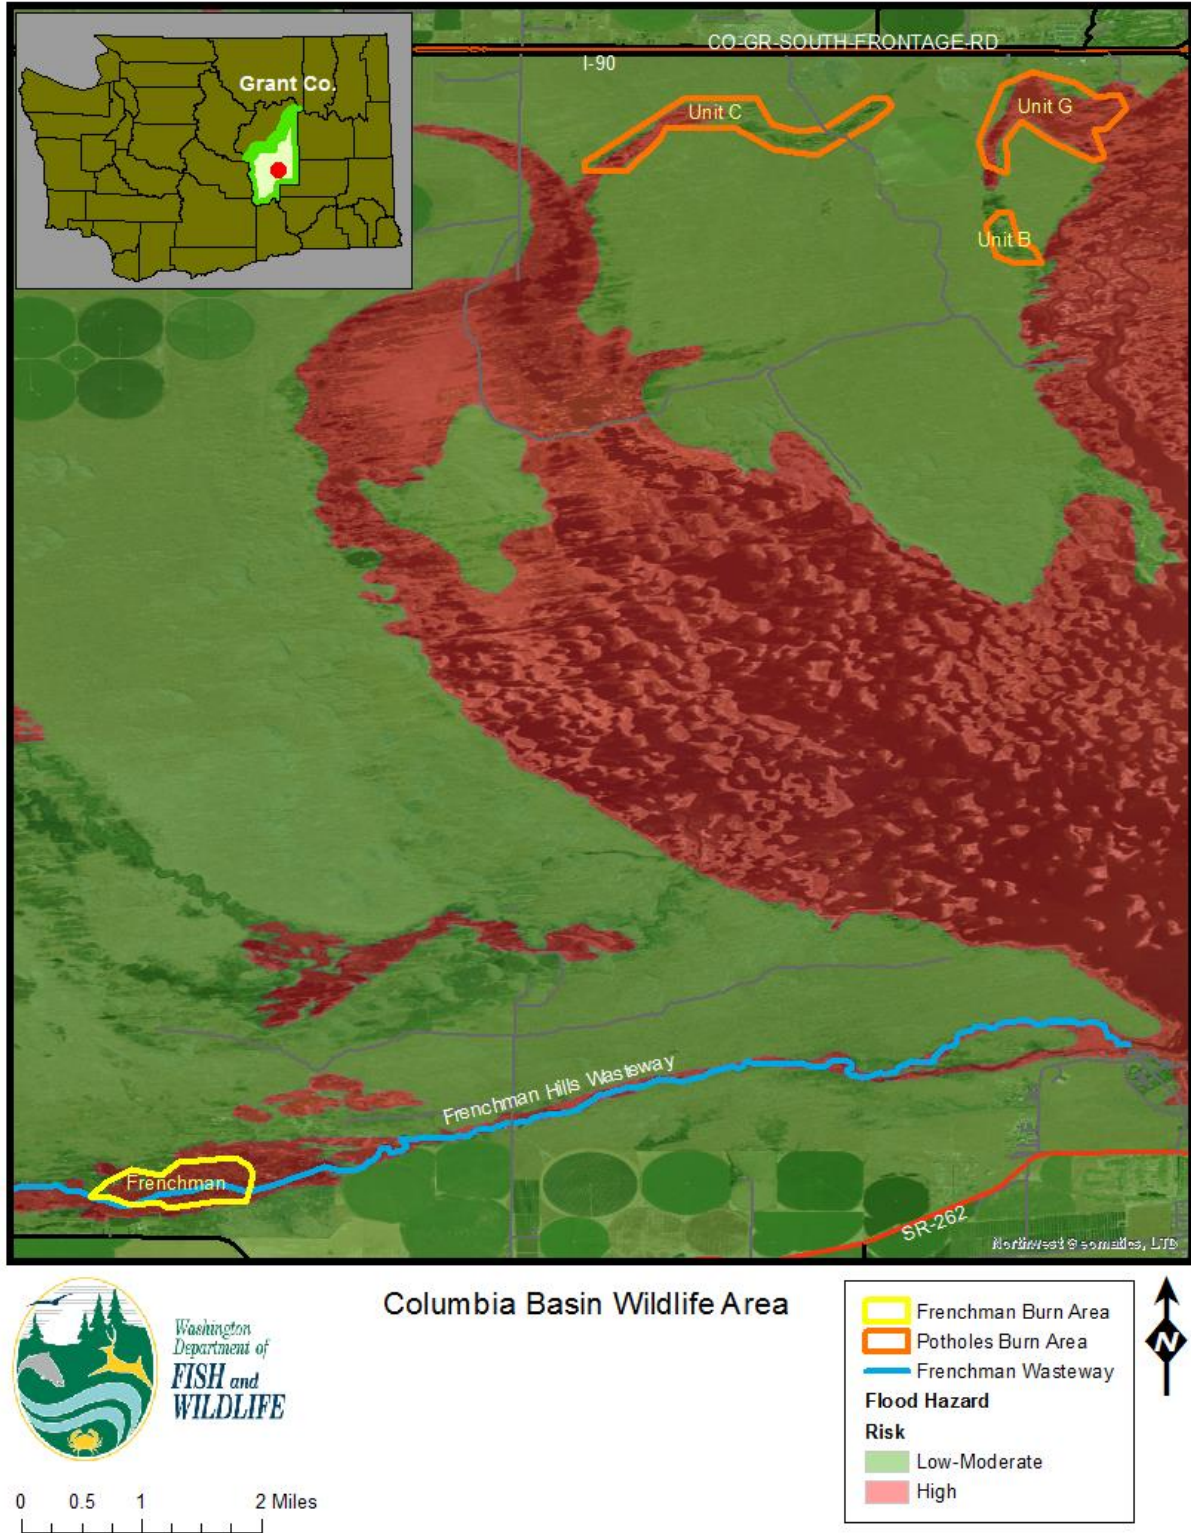 CO-GR-SOUTH-FRONTAGE-RD
I-90
Grant Co.
Unit C
Unit G
Unit B
Frenchman Hills Wasteway
Frenchman
SR-262
Northwest Geomatics, LTD
Washington
Department of
FISH and
WILDLIFE
Columbia Basin Wildlife Area
Frenchman Burn Area
Potholes Burn Area
Frenchman Wasteway
Flood Hazard
Risk
Low-Moderate
High
N
0 0.5 1 2 Miles